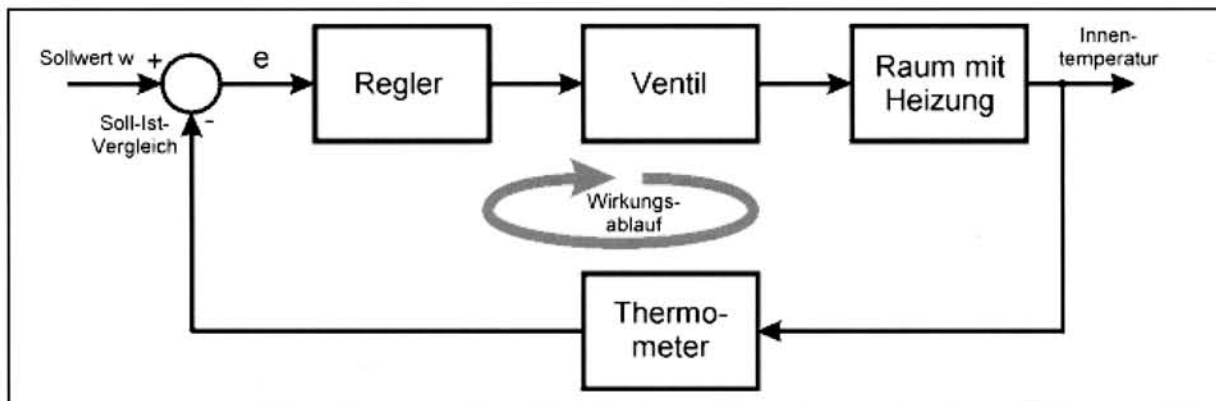 Sollwert w
+
e
Regler
Ventil
Raum mit
Heizung
Innen-
temperatur
-
Soll-Ist-
Vergleich
Wirkungs-
ablauf
Thermo-
meter